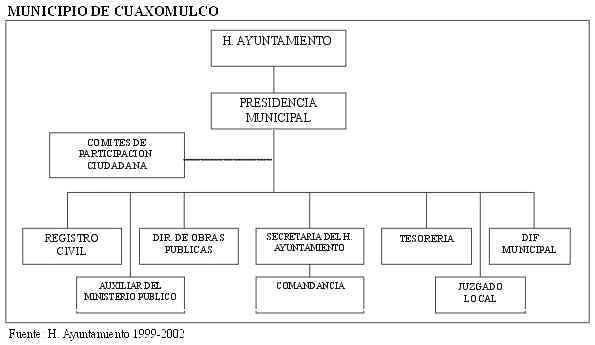 MUNICIPIO DE CUAXOMULCO
H. AYUNTAMIENTO
PRESIDENCIA
MUNICIPAL
COMITES DE
PARTICIPACION
CIUDADANA
REGISTRO
CIVIL
DIR. DE OBRAS
PUBLICAS
SECRETARIA DEL H.
AYUNTAMIENTO
TESORERIA
DIF
MUNICIPAL
AUXILIAR DEL
MINISTERIO PUBLICO
COMANDANCIA
JUZGADO
LOCAL
Fuente: H. Ayuntamiento 1999-2002